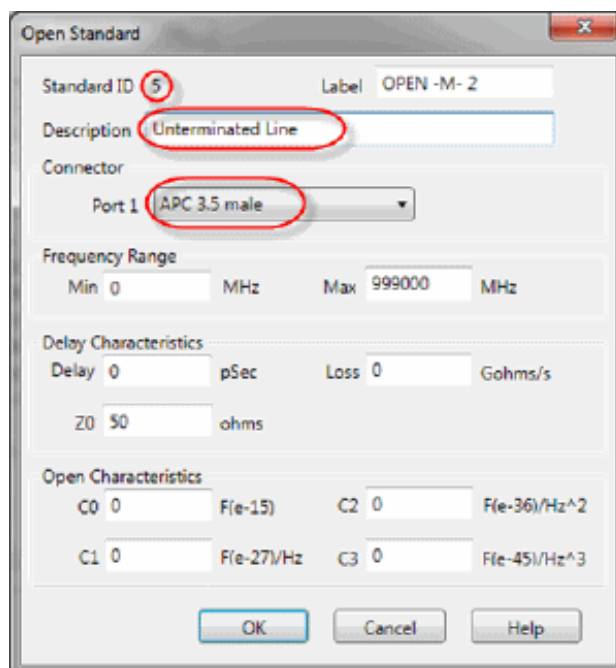 Open Standard
Standard ID 5 Label OPEN -M- 2
Description Unterminated Line
Connector
Port 1 APC 3.5 male
Frequency Range
Min 0 MHz Max 999000 MHz
Delay Characteristics
Delay 0 pSec Loss 0 Gohms/s
Z0 50 ohms
Open Characteristics
C0 0 F(e-15) C2 0 F(e-36)/Hz^2
C1 0 F(e-27)/Hz C3 0 F(e-45)/Hz^3
OK Cancel Help